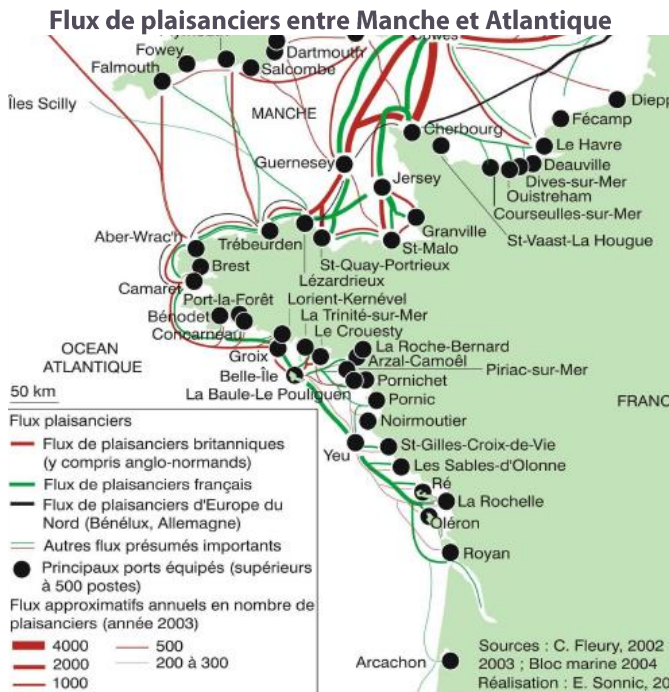 Flux de plaisanciers entre Manche et Atlantique
Fowey
Dartmouth
Falmouth
Salcombe
Îles Scilly
MANCHE
Diepp
Fécamp
Cherbourg
Le Havre
Guernesey
Deauville
Dives-sur-Mer
Jersey
Ouistreham
Courseulles-sur-Mer
Granville
St-Vaast-La Hougue
St-Malo
Aber-Wrac'h
Trébeurden
St-Quay-Portrieux
Brest
Lézardrieux
Camaret
Port-la-Forêt
Lorient-Kernével
Bénodet
La Trinité-sur-Mer
Concarneau
Le Crouesty
OCEAN
ATLANTIQUE
Groix
La Roche-Bernard
Arzal-Camoêl
Belle-Île
Piriac-sur-Mer
La Baule-Le Pouliguen
Pornichet
50 km
Pornic
FRANC
Noirmoutier
Yeu
St-Gilles-Croix-de-Vie
Les Sables-d'Olonne
Ré
La Rochelle
Oléron
Royan
Arcachon
Flux plaisanciers
Flux de plaisanciers britanniques
(y compris anglo-normands)
Flux de plaisanciers français
Flux de plaisanciers d'Europe du
Nord (Bénélux, Allemagne)
Autres flux présumés importants
Principaux ports équipés (supérieurs
à 500 postes)
Flux approximatifs annuels en nombre de
plaisanciers (année 2003)
4000
500
2000
200 à 300
1000
Sources : C. Fleury, 2002
2003 ; Bloc marine 2004
Réalisation : E. Sonnic, 20